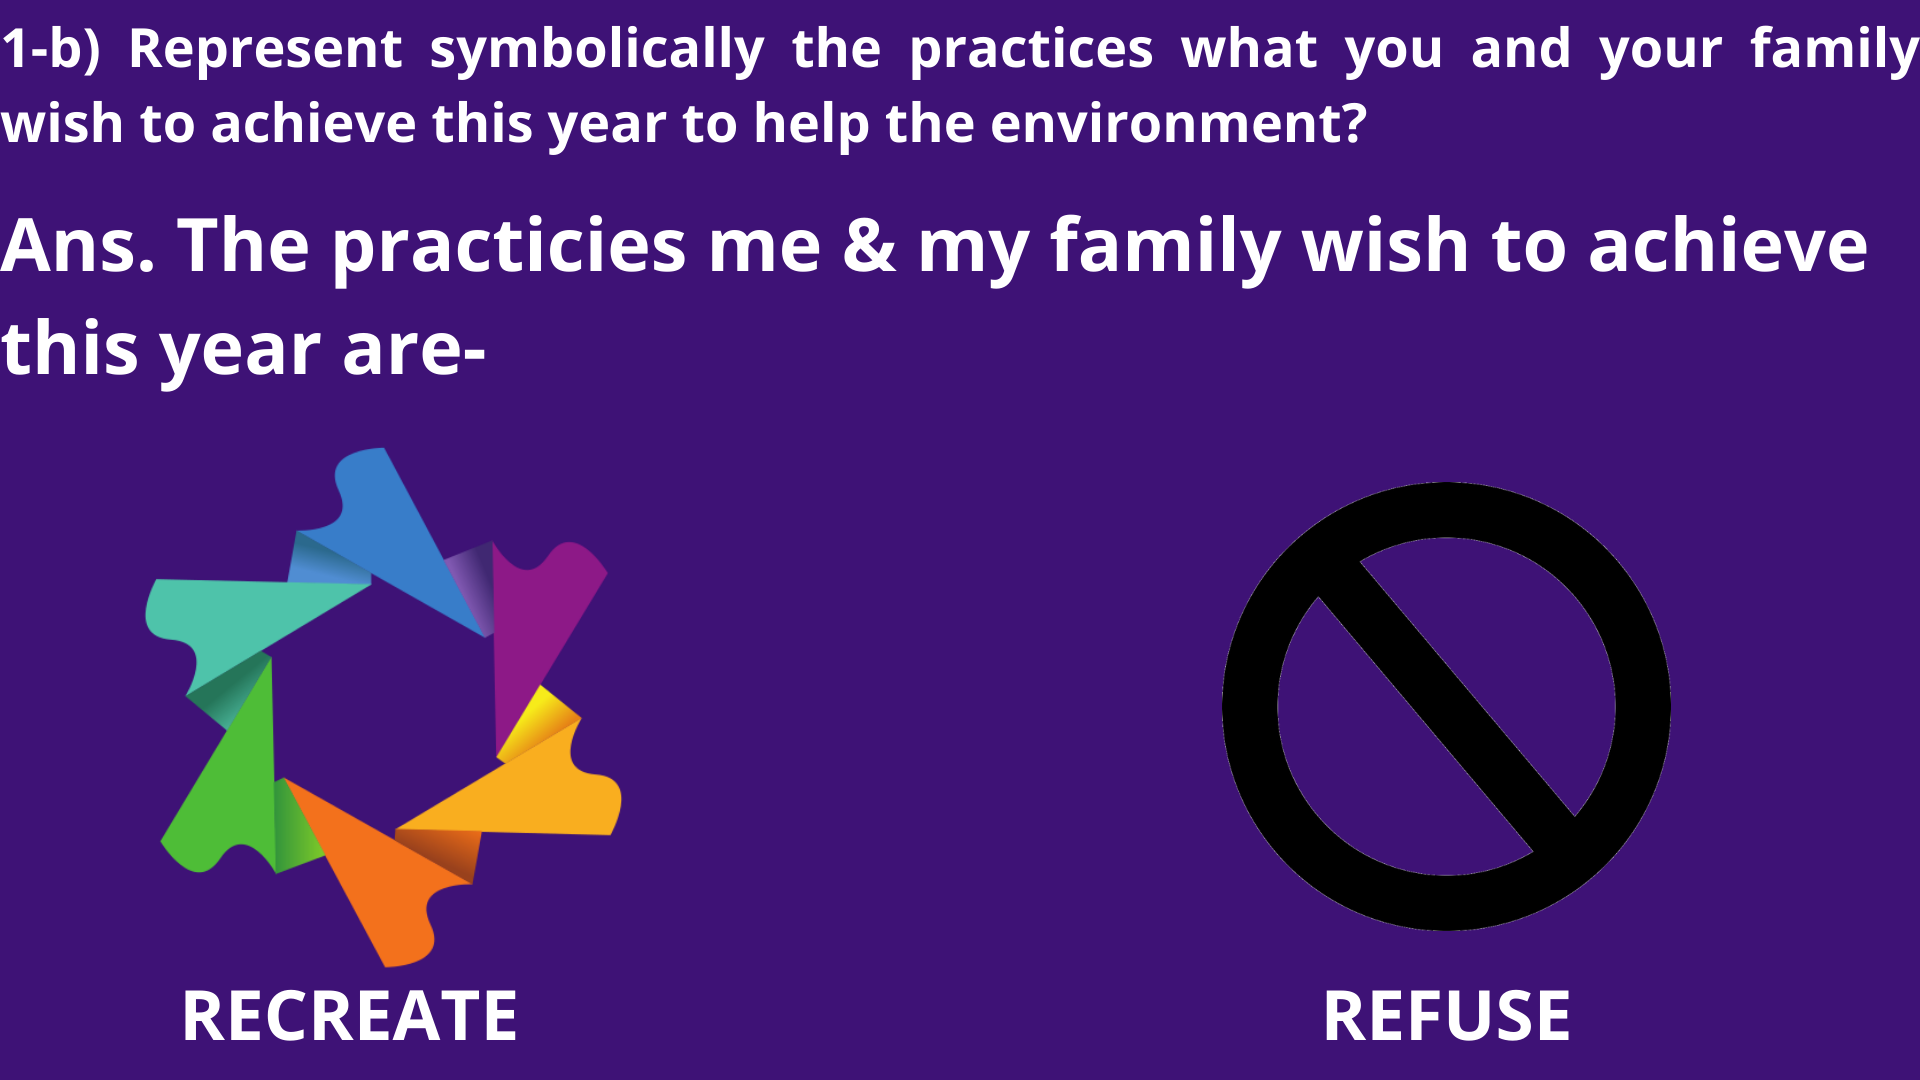 1-b) Represent symbolically the practices what you and your family
wish to achieve this year to help the environment?
Ans. The practicies me & my family wish to achieve
this year are-
RECREATE
REFUSE